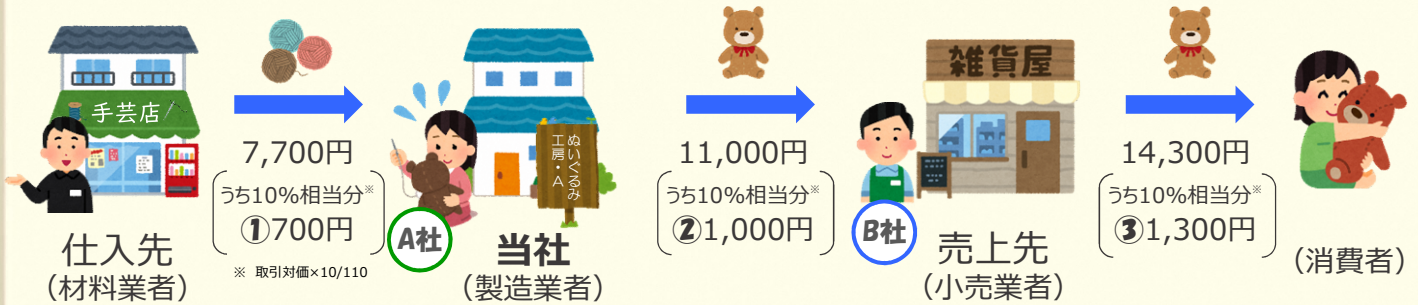 手芸店
7,700円
うち10%相当分※
①700円
※ 取引対価×10/110
仕入先
(材料業者)
ぬいぐるみ
工房・A
A社
当社
(製造業者)
11,000円
うち10%相当分※
②1,000円
雑貨屋
B社
売上先
(小売業者)
14,300円
うち10%相当分※
③1,300円
(消費者)